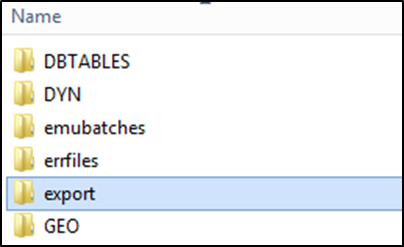 Name
DBTABLES
DYN
emubatches
errfiles
export
GEO